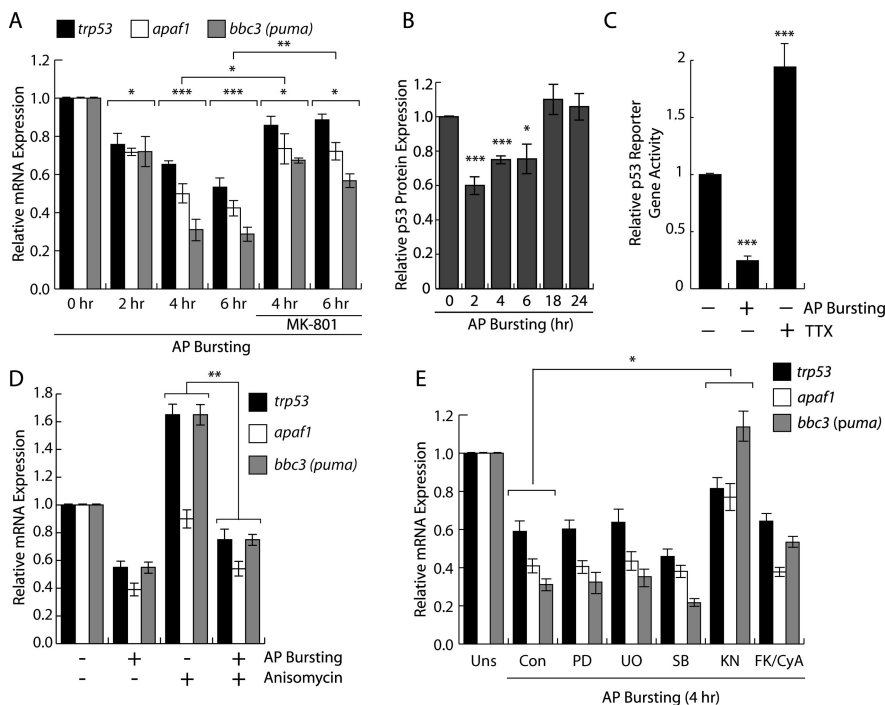 A
trp53 apaf1 bbc3 (puma)
**
*
* *** *** * *
Relative mRNA Expression
1.2
1.0
0.8
0.6
0.4
0.2
0.0
0 hr 2 hr 4 hr 6 hr 4 hr 6 hr
MK-801
AP Bursting
B
Relative p53 Protein Expression
1.2
1.0
0.8
0.6
0.4
0.2
0.0
*** *** *
0 2 4 6 18 24
AP Bursting (hr)
C
Relative p53 Reporter
Gene Activity
2
1.5
1
0.5
0
***
***
– + – AP Bursting
– – + TTX
D
trp53
apaf1
bbc3 (puma)
**
Relative mRNA Expression
1.8
1.6
1.4
1.2
1.0
0.8
0.6
0.4
0.2
0.0
- + - + AP Bursting
- - + + Anisomycin
E
trp53
apaf1
bbc3 (puma)
*
Relative mRNA Expression
1.2
1.0
0.8
0.6
0.4
0.2
0.0
Uns Con PD UO SB KN FK/CyA
AP Bursting (4 hr)